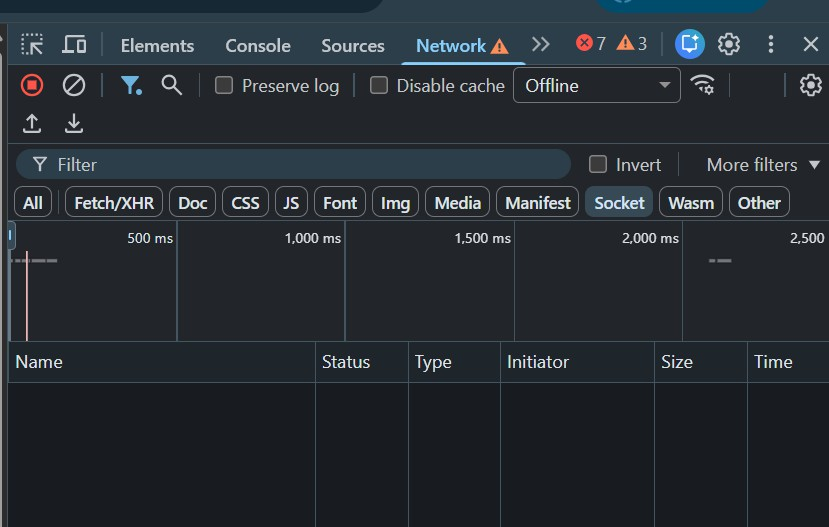 Elements Console Sources Network 7 3
Preserve log Disable cache Offline
Filter Invert More filters
All Fetch/XHR Doc CSS JS Font Img Media Manifest Socket Wasm Other
500 ms 1,000 ms 1,500 ms 2,000 ms 2,500
Name Status Type Initiator Size Time